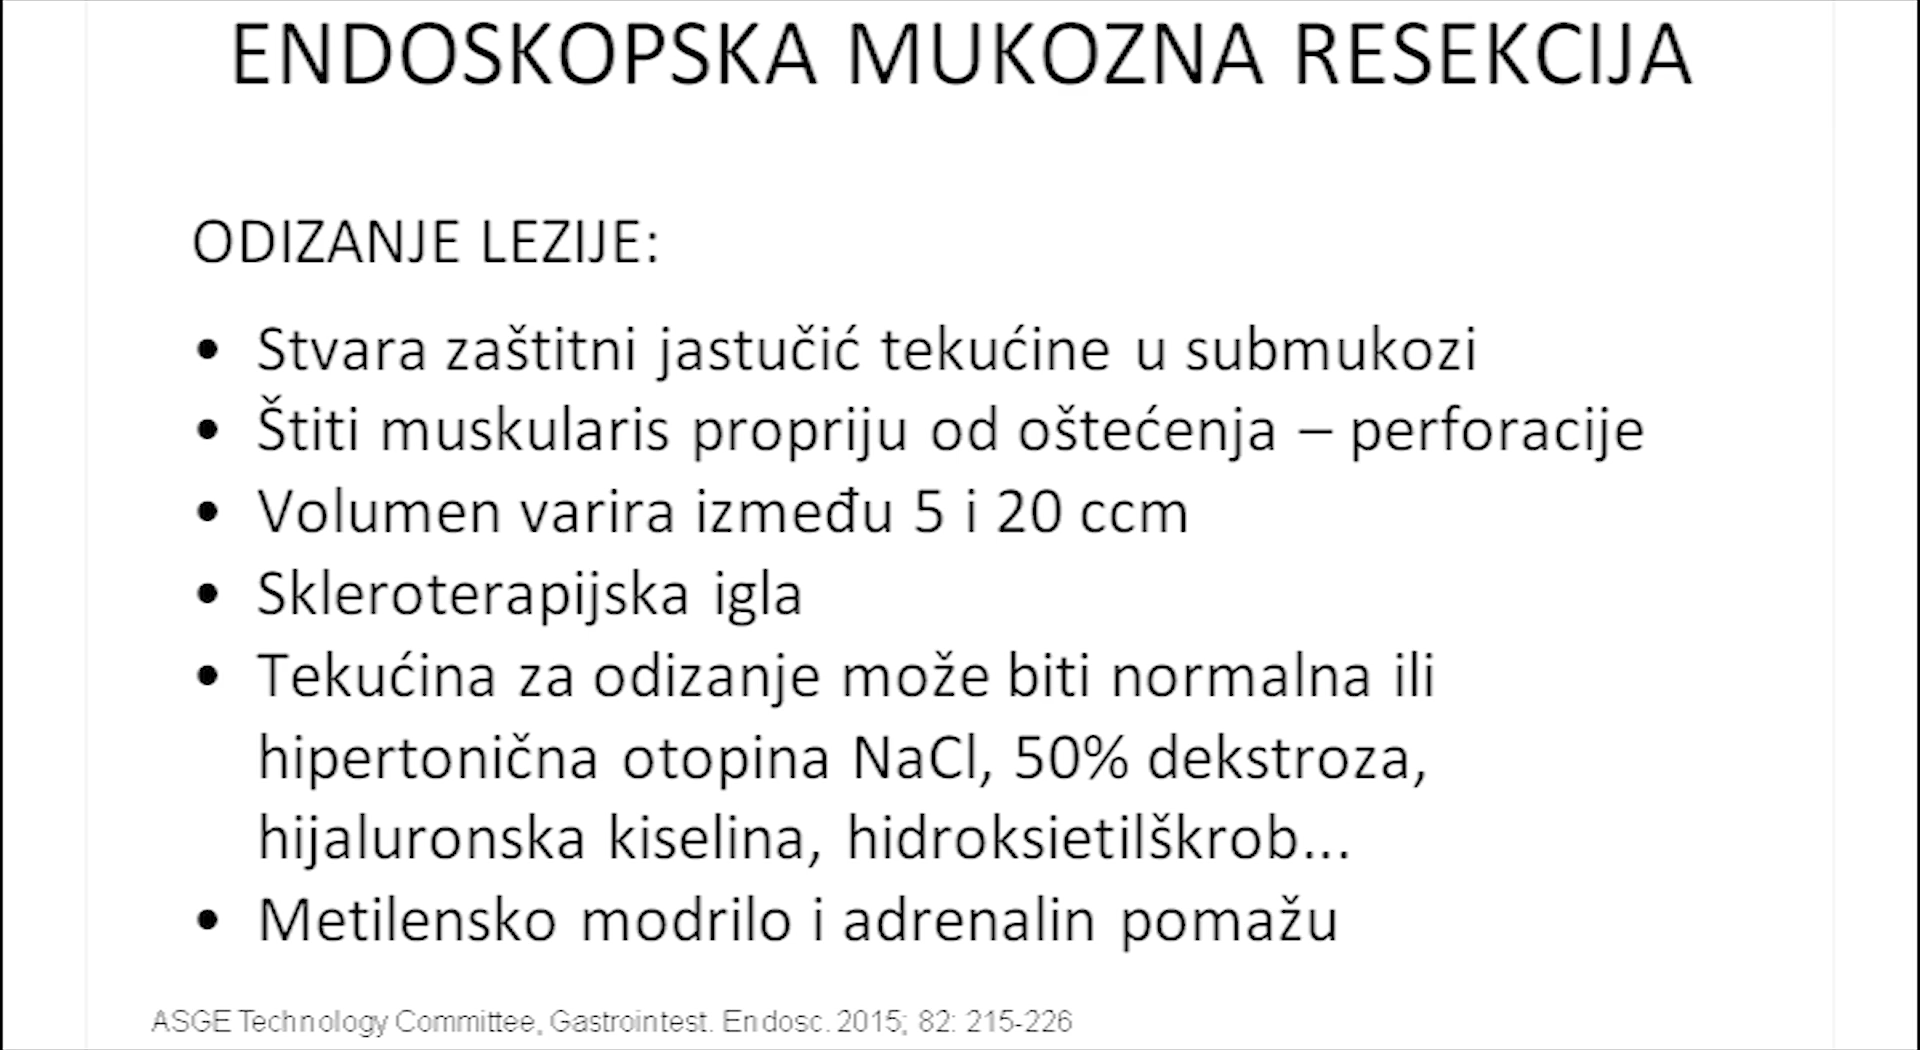 ENDOSKOPSKA MUKOZNA RESEKCIJA
ODIZANJE LEZIJE:
• Stvara zaštitni jastučić tekućine u submukozi
• Štiti muskularis propriju od oštećenja – perforacije
• Volumen varira između 5 i 20 ccm
• Skleroterapijska igla
• Tekućina za odizanje može biti normalna ili
hipertonična otopina NaCl, 50% dekstroza,
hijaluronska kiselina, hidroksietilškrob...
• Metilensko modrilo i adrenalin pomažu
ASGE Technology Committee, Gastrointest. Endosc. 2015; 82: 215-226